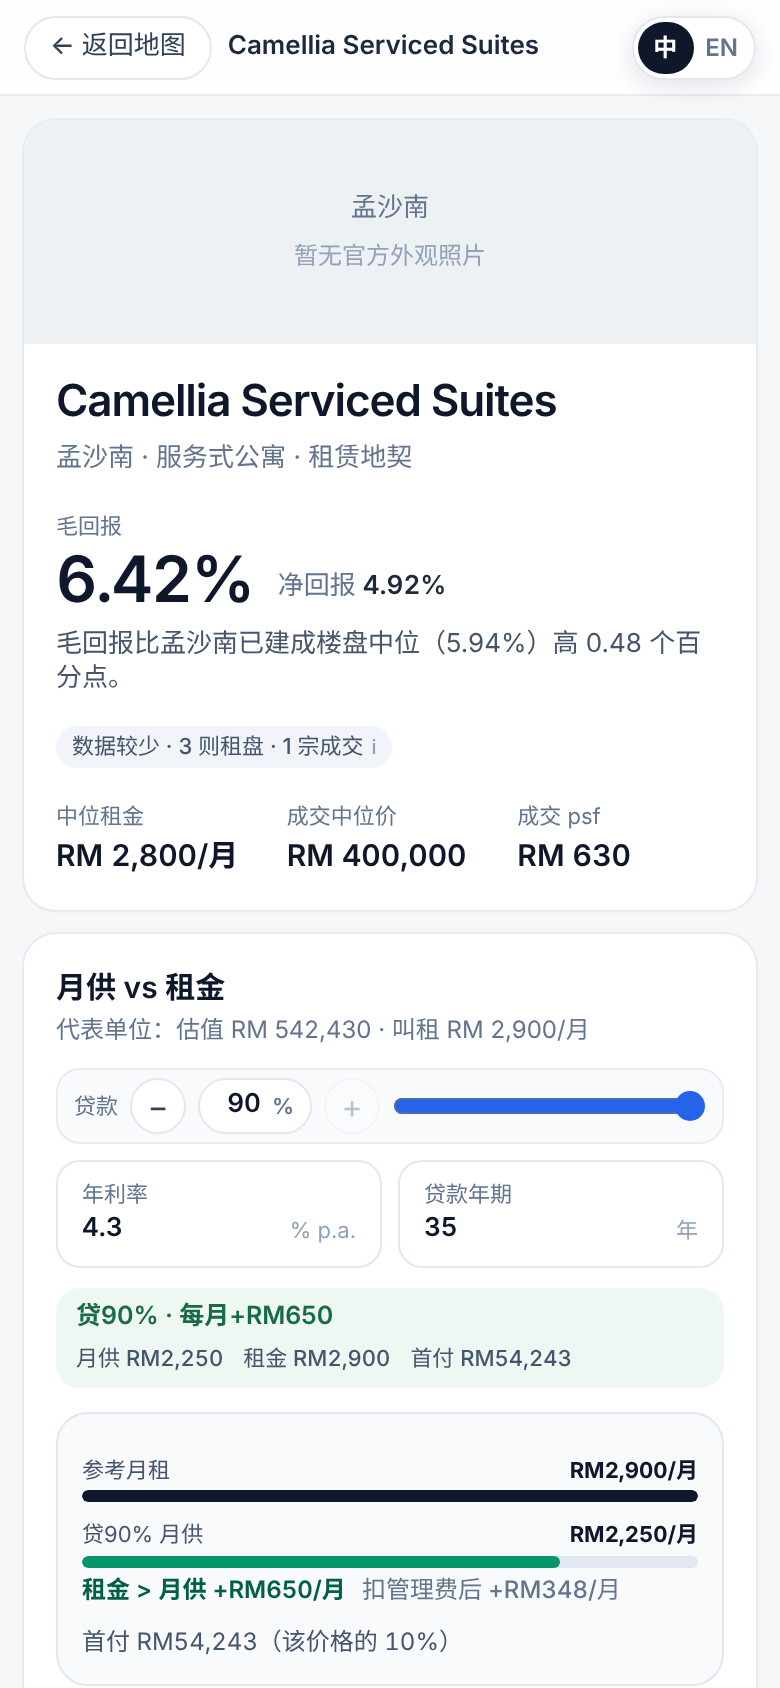 ← 返回地图 Camellia Serviced Suites 中 EN
孟沙南
暂无官方外观照片
Camellia Serviced Suites
孟沙南 · 服务式公寓 · 租赁地契
毛回报
6.42% 净回报 4.92%
毛回报比孟沙南已建成楼盘中位（5.94%）高 0.48 个百
分点。
数据较少 · 3 则租盘 · 1 宗成交 i
中位租金 成交中位价 成交 psf
RM 2,800/月 RM 400,000 RM 630
月供 vs 租金
代表单位：估值 RM 542,430 · 叫租 RM 2,900/月
贷款 − 90 % +
年利率 贷款年期
4.3 % p.a. 35 年
贷90% · 每月+RM650
月供 RM2,250 租金 RM2,900 首付 RM54,243
参考月租 RM2,900/月
贷90% 月供 RM2,250/月
租金 > 月供 +RM650/月 扣管理费后 +RM348/月
首付 RM54,243（该价格的 10%）